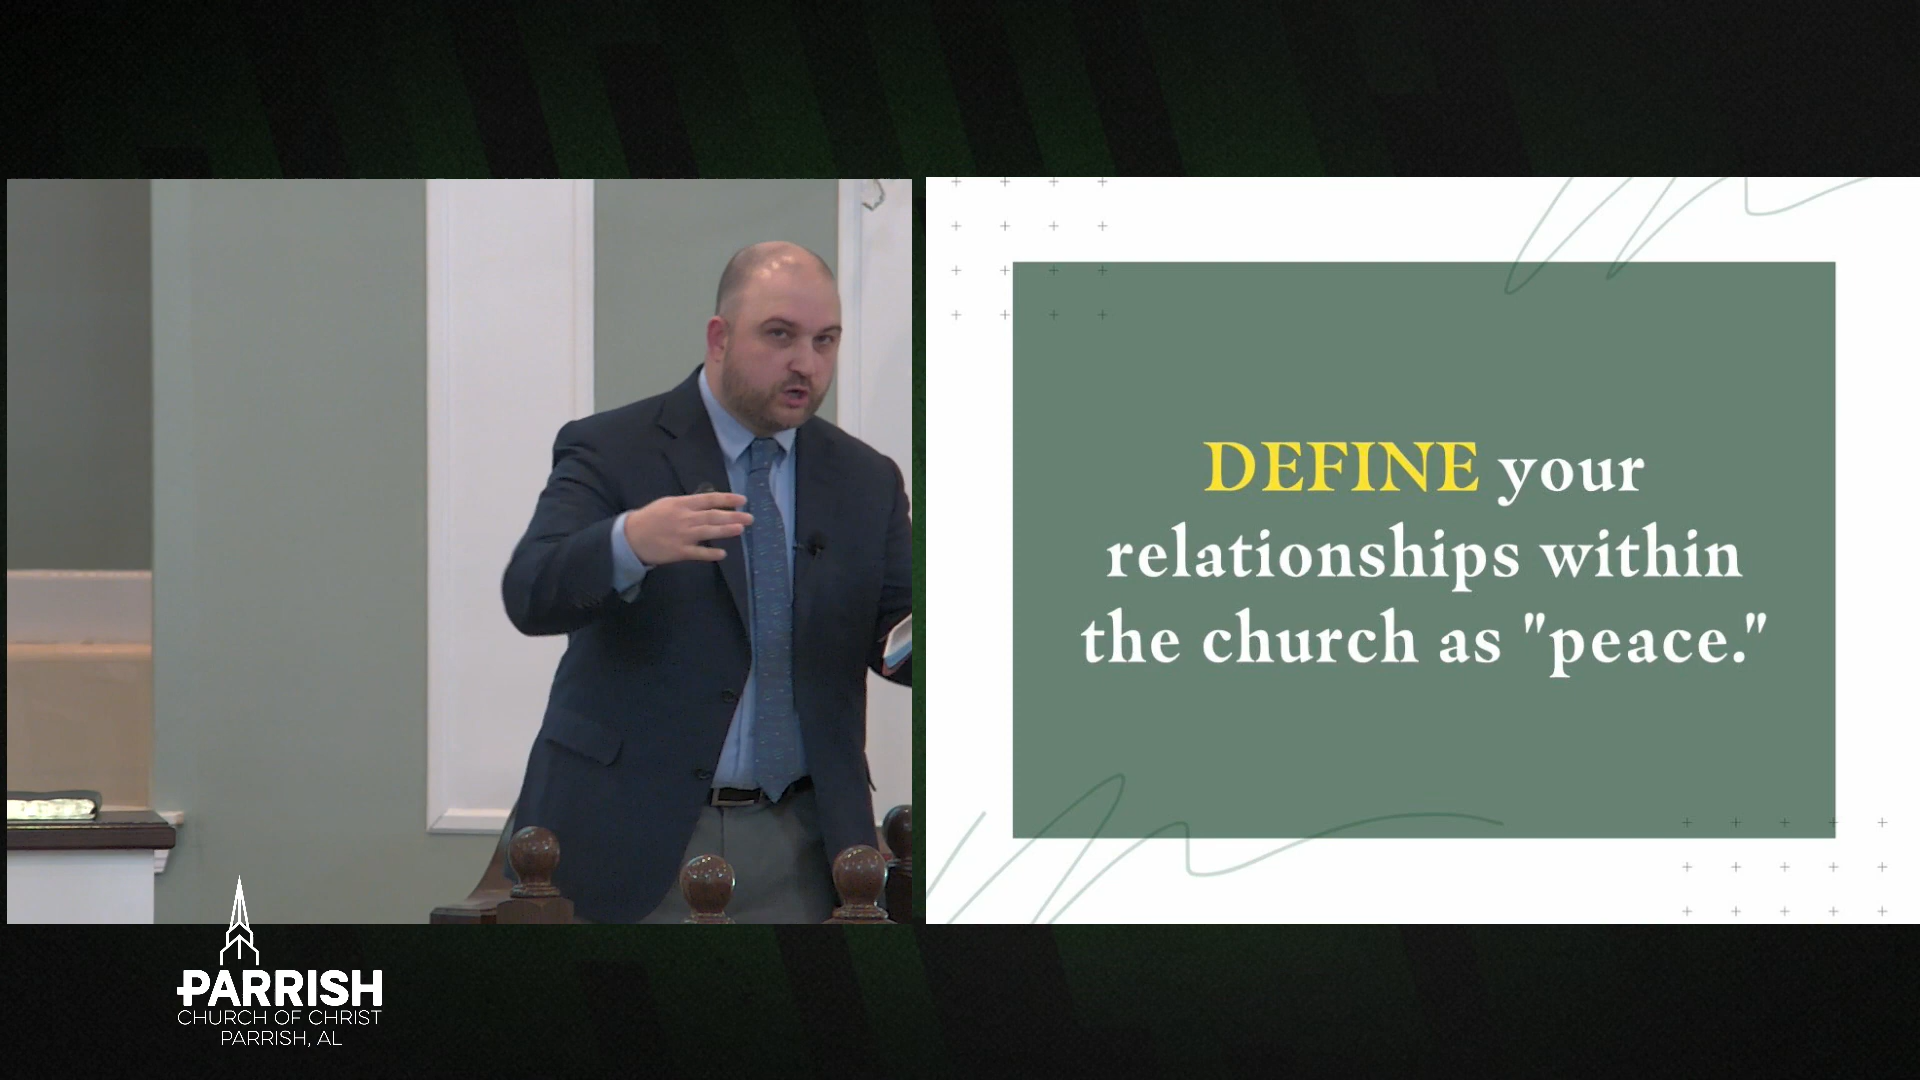 DEFINE your
relationships within
the church as "peace."
PARRISH
CHURCH OF CHRIST
PARRISH, AL